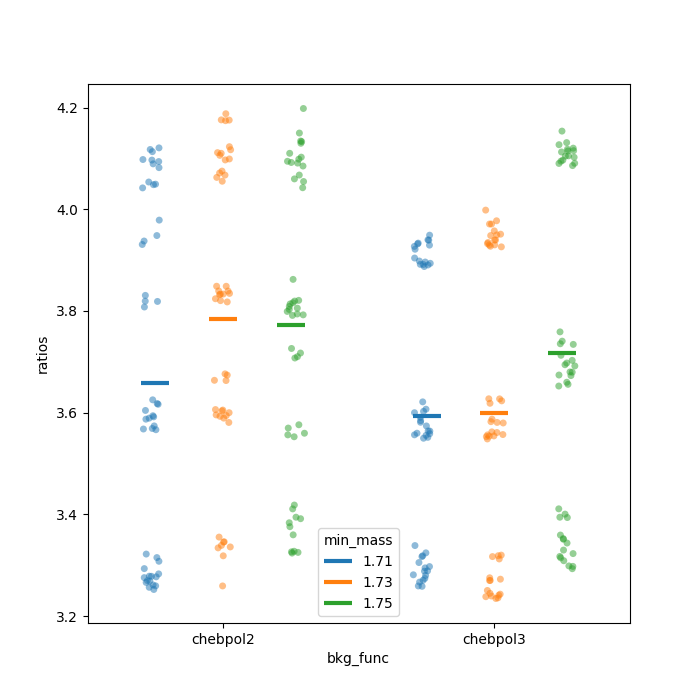 4.2
4.0
3.8
3.6
3.4
3.2
ratios
min_mass
1.71
1.73
1.75
chebpol2
chebpol3
bkg_func